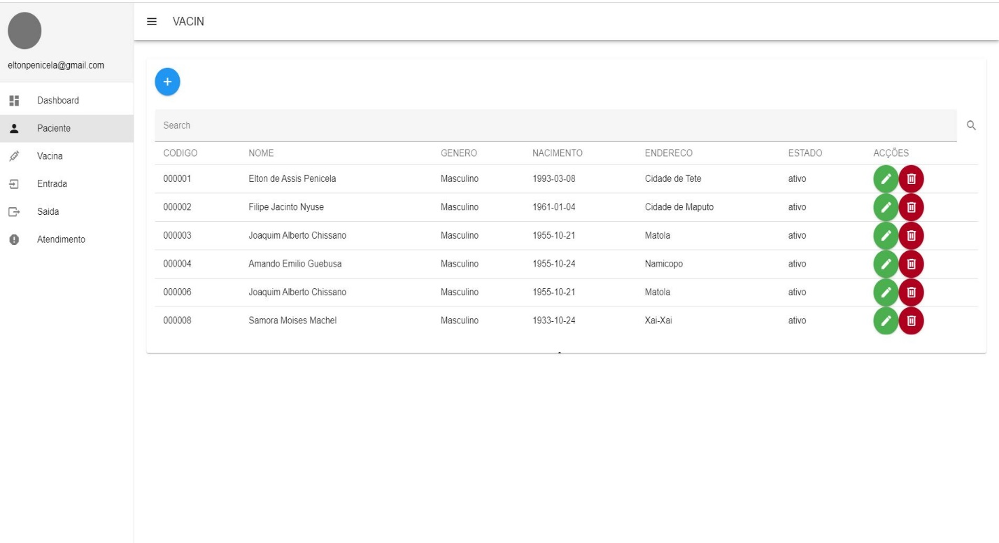 VACIN
eltonpenicela@gmail.com
Dashboard
Paciente
Vacina
Entrada
Saida
Atendimento
Search
CODIGO NOME GENERO NACIMENTO ENDERECO ESTADO ACÇÕES
000001 Elton de Assis Penicela Masculino 1993-03-08 Cidade de Tete ativo
000002 Filipe Jacinto Nyuse Masculino 1961-01-04 Cidade de Maputo ativo
000003 Joaquim Alberto Chissano Masculino 1955-10-21 Matola ativo
000004 Amando Emilio Guebusa Masculino 1955-10-24 Namicopo ativo
000006 Joaquim Alberto Chissano Masculino 1955-10-21 Matola ativo
000008 Samora Moises Machel Masculino 1933-10-24 Xai-Xai ativo